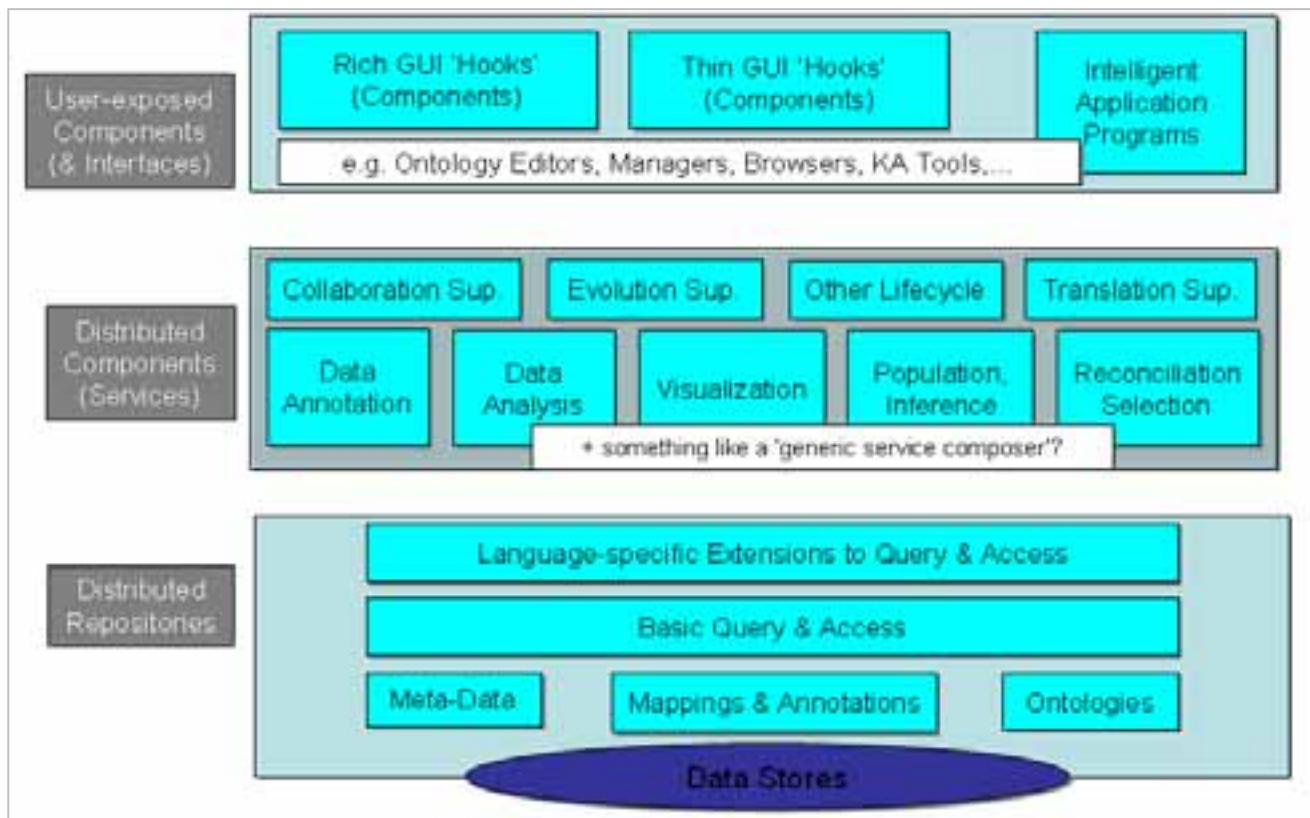 User-exposed
Components
(& Interfaces)
Rich GUI 'Hooks'
(Components)
Thin GUI 'Hooks'
(Components)
Intelligent
Application
Programs
e.g. Ontology Editors, Managers, Browsers, KA Tools,...
Distributed
Components
(Services)
Collaboration Sup.
Evolution Sup.
Other Lifecycle
Translation Sup.
Data
Annotation
Data
Analysis
Visualization
Population,
Inference
Reconciliation
Selection
+ something like a 'generic service composer'?
Distributed
Repositories
Language-specific Extensions to Query & Access
Basic Query & Access
Meta-Data
Mappings & Annotations
Ontologies
Data Stores